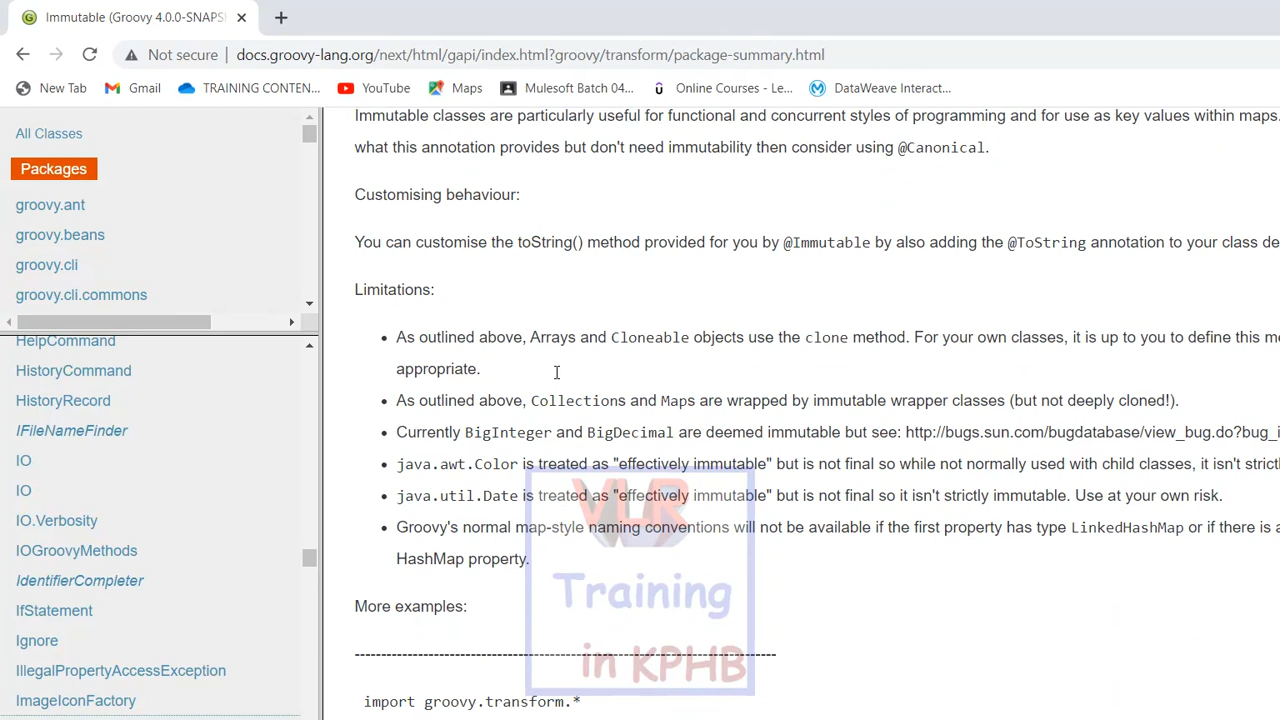 Immutable (Groovy 4.0.0-SNAPS
Not secure | docs.groovy-lang.org/next/html/gapi/index.html?groovy/transform/package-summary.html
New Tab Gmail TRAINING CONTEN... YouTube Maps Mulesoft Batch 04... Online Courses - Le... DataWeave Interact...
All Classes
Packages
groovy.ant
groovy.beans
groovy.cli
groovy.cli.commons
HelpCommand
HistoryCommand
HistoryRecord
IFileNameFinder
IO
IO
IO.Verbosity
IOGroovyMethods
IdentifierCompleter
IfStatement
Ignore
IllegalPropertyAccessException
ImageIconFactory
Immutable classes are particularly useful for functional and concurrent styles of programming and for use as key values within maps.
what this annotation provides but don't need immutability then consider using @Canonical.
Customising behaviour:
You can customise the toString() method provided for you by @Immutable by also adding the @ToString annotation to your class de
Limitations:
• As outlined above, Arrays and Cloneable objects use the clone method. For your own classes, it is up to you to define this me
appropriate.
• As outlined above, Collections and Maps are wrapped by immutable wrapper classes (but not deeply cloned!).
• Currently BigInteger and BigDecimal are deemed immutable but see: http://bugs.sun.com/bugdatabase/view_bug.do?bug_i
• java.awt.Color is treated as "effectively immutable" but is not final so while not normally used with child classes, it isn't strictl
• java.util.Date is treated as "effectively immutable" but is not final so it isn't strictly immutable. Use at your own risk.
• Groovy's normal map-style naming conventions will not be available if the first property has type LinkedHashMap or if there is a
HashMap property.
More examples:
--------------------------------------------------------------------------------
import groovy.transform.*
VLR
Training
in KPHB